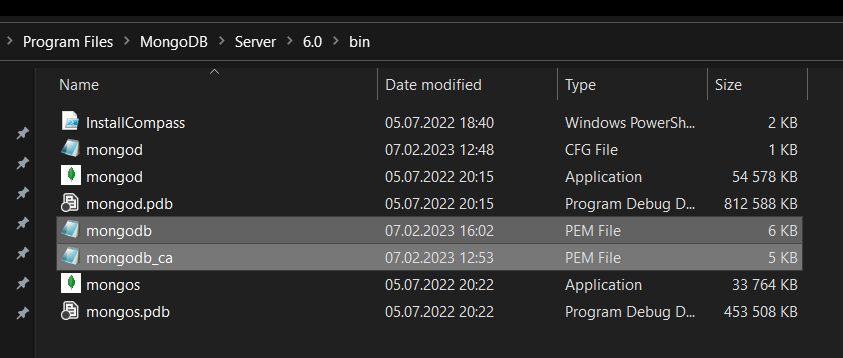 Program Files > MongoDB > Server > 6.0 > bin
Name Date modified Type Size
InstallCompass 05.07.2022 18:40 Windows PowerSh... 2 KB
mongod 07.02.2023 12:48 CFG File 1 KB
mongod 05.07.2022 20:15 Application 54 578 KB
mongod.pdb 05.07.2022 20:15 Program Debug D... 812 588 KB
mongodb 07.02.2023 16:02 PEM File 6 KB
mongodb_ca 07.02.2023 12:53 PEM File 5 KB
mongos 05.07.2022 20:22 Application 33 764 KB
mongos.pdb 05.07.2022 20:22 Program Debug D... 453 508 KB